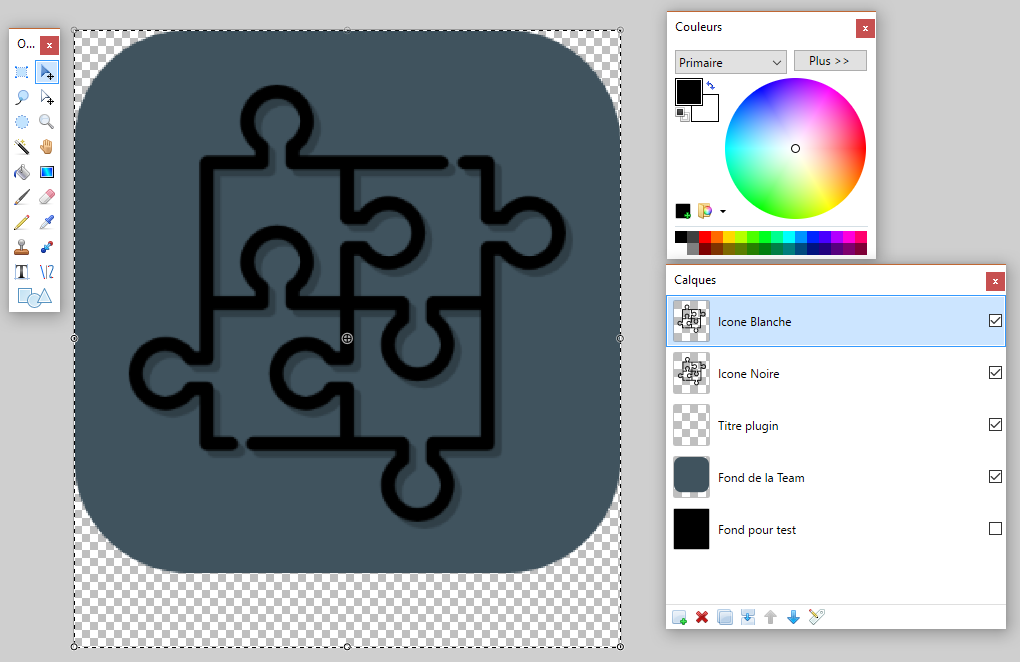 O...
Couleurs
Primaire
Plus >>
Calques
Icone Blanche
Icone Noire
Titre plugin
Fond de la Team
Fond pour test